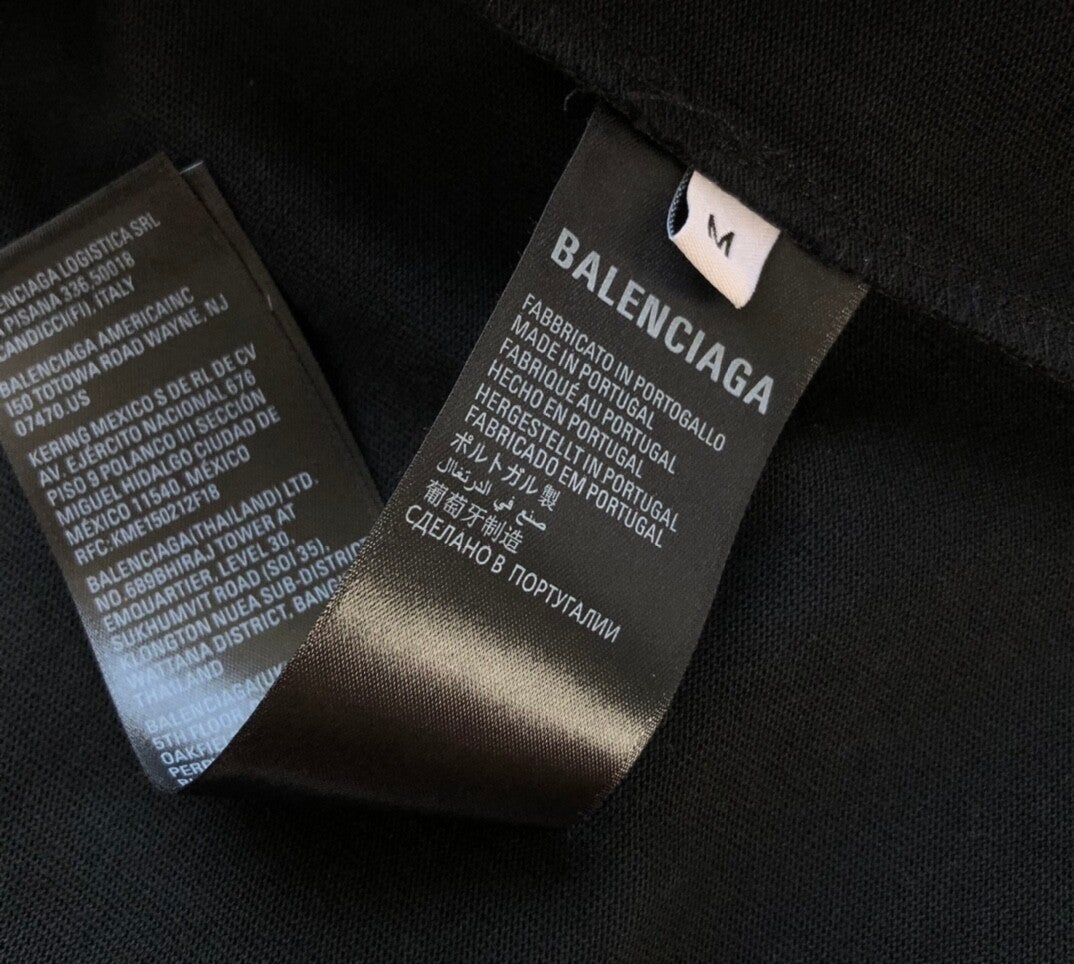 LOGISTICA SRL
PISANA 336,50018
CANDICCI(FI), ITALY
BALENCIAGA AMERICAINC
150 TOTOWA ROAD WAYNE, NJ
07470.US
KERING MEXICO S DE RL DE CV
AV. EJÉRCITO NACIONAL 676
PISO 9 POLANCO III SECCIÓN
MIGUEL HIDALGO CIUDAD DE
MÉXICO 11540, MÉXICO
RFC:KME150212F18
BALENCIAGA(THAILAND) LTD.
NO.689BHIRAJ TOWER AT
EMQUARTIER, LEVEL 30,
SUKHUMVIT ROAD (SOI 35),
KLONGTON NUEA SUB-DISTRICT
WATTANA DISTRICT,
THAILAND
BALENCIAGA(UK
5TH FLOOR
M
BALENCIAGA
FABBRICATO IN PORTOGALLO
MADE IN PORTUGAL
FABRIQUÉ AU PORTUGAL
HECHO EN PORTUGAL
HERGESTELLT IN PORTUGAL
FABRICADO EM PORTUGAL
ポルトガル 製
صنع في البرتغال
葡萄牙制造
СДЕЛАНО В ПОРТУГАЛИИ